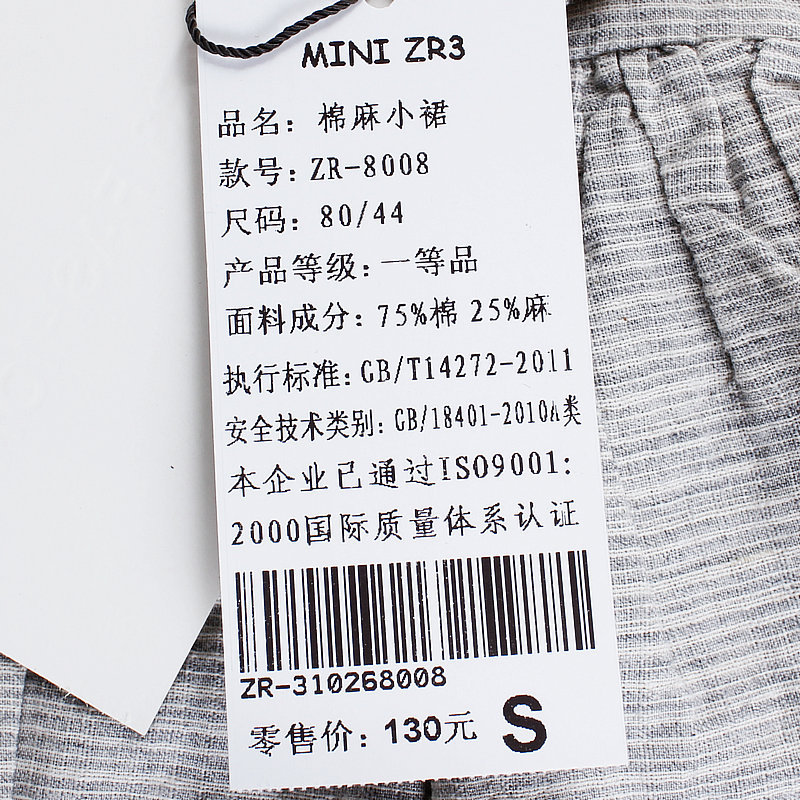 MINI ZR3
品名：棉麻小裙
款号：ZR-8008
尺码：80/44
产品等级：一等品
面料成分：75%棉 25%麻
执行标准：GB/T14272-2011
安全技术类别：GB/18401-2010A类
本企业已通过ISO9001：
2000国际质量体系认证
ZR-310268008
零售价：130元 S